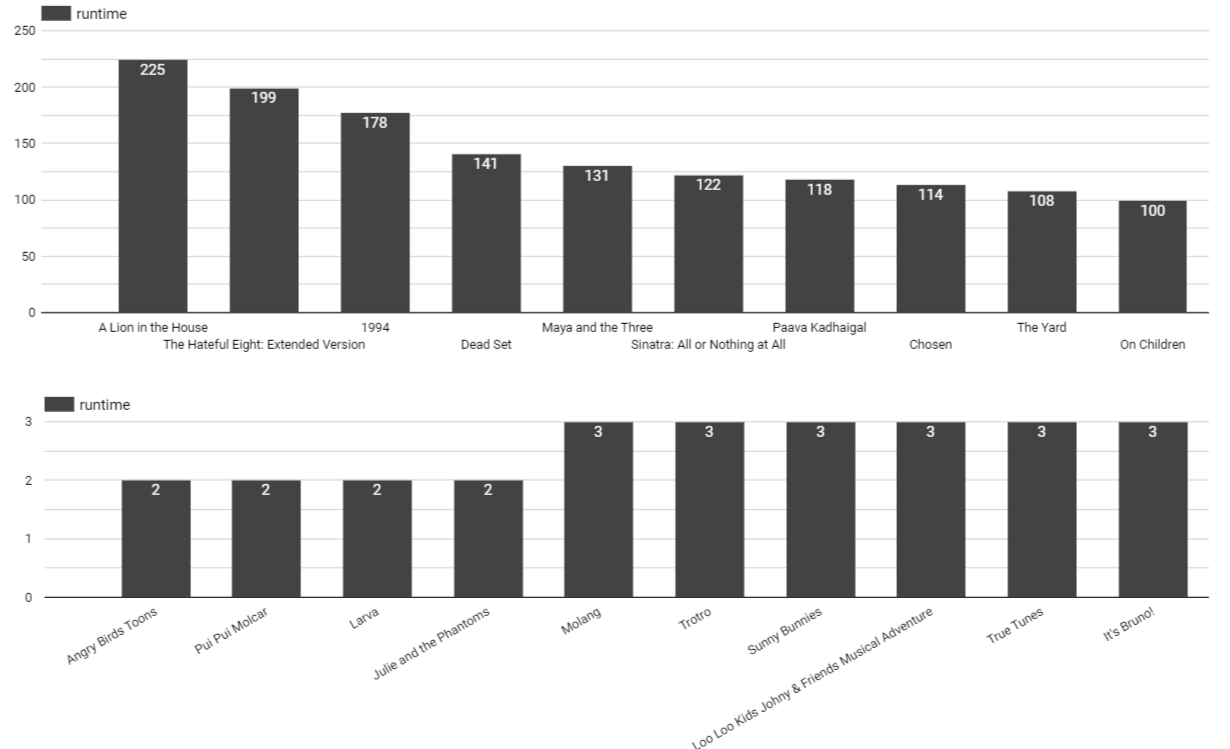 runtime
250
200
150
100
50
0
225
199
178
141
131
122
118
114
108
100
A Lion in the House
The Hateful Eight: Extended Version
1994
Dead Set
Maya and the Three
Sinatra: All or Nothing at All
Paava Kadhaigal
Chosen
The Yard
On Children
runtime
3
2
1
0
2
2
2
2
3
3
3
3
3
3
Angry Birds Toons
Pui Pui Molcar
Larva
Julie and the Phantoms
Molang
Trotro
Sunny Bunnies
Loo Loo Kids Johny & Friends Musical Adventure
True Tunes
It's Bruno!